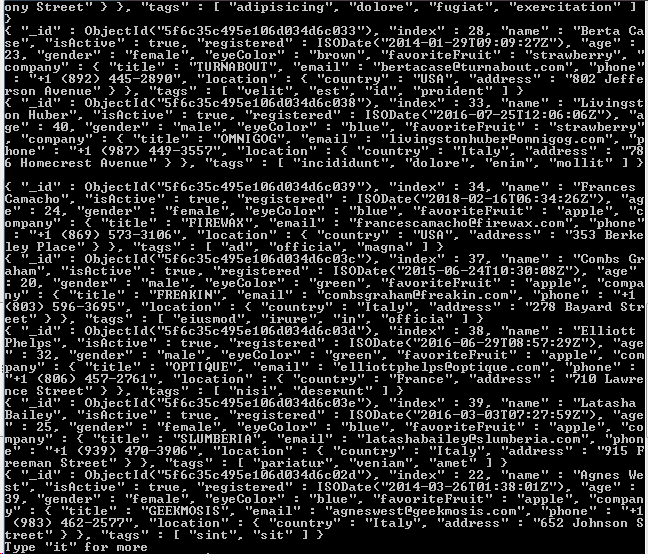 ony Street" } }, "tags" : [ "adipisicing", "dolore", "fugiat", "exercitation" ]
}
{ "_id" : ObjectId("5f6c35c495e106d034d6c033"), "index" : 28, "name" : "Berta Ca
se", "isActive" : true, "registered" : ISODate("2014-01-29T09:09:27Z"), "age" :
23, "gender" : "female", "eyeColor" : "brown", "favoriteFruit" : "strawberry", "
company" : { "title" : "TURNABOUT", "email" : "bertacase@turnabout.com", "phone"
 : "+1 (892) 445-2890", "location" : { "country" : "USA", "address" : "802 Jeffe
rson Avenue" } }, "tags" : [ "velit", "est", "id", "proident" ] }
{ "_id" : ObjectId("5f6c35c495e106d034d6c038"), "index" : 33, "name" : "Livingst
on Huber", "isActive" : true, "registered" : ISODate("2016-07-25T12:06:06Z"), "a
ge" : 40, "gender" : "male", "eyeColor" : "blue", "favoriteFruit" : "strawberry"
, "company" : { "title" : "OMNIGOG", "email" : "livingstonhuber@omnigog.com", "p
hone" : "+1 (987) 449-3557", "location" : { "country" : "Italy", "address" : "78
6 Homecrest Avenue" } }, "tags" : [ "incididunt", "dolore", "enim", "mollit" ] }
{ "_id" : ObjectId("5f6c35c495e106d034d6c039"), "index" : 34, "name" : "Frances
Camacho", "isActive" : true, "registered" : ISODate("2018-02-16T06:34:26Z"), "ag
e" : 24, "gender" : "female", "eyeColor" : "blue", "favoriteFruit" : "apple", "c
ompany" : { "title" : "FIREWAX", "email" : "francescamacho@firewax.com", "phone"
 : "+1 (869) 573-3106", "location" : { "country" : "USA", "address" : "353 Berke
ley Place" } }, "tags" : [ "ad", "officia", "magna" ] }
{ "_id" : ObjectId("5f6c35c495e106d034d6c03c"), "index" : 37, "name" : "Combs Gr
aham", "isActive" : true, "registered" : ISODate("2015-06-24T10:30:08Z"), "age"
: 20, "gender" : "male", "eyeColor" : "green", "favoriteFruit" : "apple", "compa
ny" : { "title" : "FREAKIN", "email" : "combsgraham@freakin.com", "phone" : "+1
(803) 596-3695", "location" : { "country" : "Italy", "address" : "278 Bayard Str
eet" } }, "tags" : [ "eiusmod", "irure", "in", "officia" ] }
{ "_id" : ObjectId("5f6c35c495e106d034d6c03d"), "index" : 38, "name" : "Elliott
Phelps", "isActive" : true, "registered" : ISODate("2016-06-29T08:57:29Z"), "age
" : 32, "gender" : "male", "eyeColor" : "green", "favoriteFruit" : "apple", "com
pany" : { "title" : "OPTIQUE", "email" : "elliottphelps@optique.com", "phone" :
"+1 (806) 457-2761", "location" : { "country" : "France", "address" : "710 Lawre
nce Street" } }, "tags" : [ "nisi", "deserunt" ] }
{ "_id" : ObjectId("5f6c35c495e106d034d6c03e"), "index" : 39, "name" : "Latasha
Bailey", "isActive" : true, "registered" : ISODate("2016-03-03T07:27:59Z"), "age
" : 25, "gender" : "female", "eyeColor" : "blue", "favoriteFruit" : "apple", "co
mpany" : { "title" : "SLUMBERIA", "email" : "latashabailey@slumberia.com", "phon
e" : "+1 (939) 470-3906", "location" : { "country" : "Italy", "address" : "915 F
reeman Street" } }, "tags" : [ "pariatur", "veniam", "amet" ] }
{ "_id" : ObjectId("5f6c35c495e106d034d6c02d"), "index" : 22, "name" : "Agnes We
st", "isActive" : true, "registered" : ISODate("2014-03-26T01:38:01Z"), "age" :
39, "gender" : "female", "eyeColor" : "blue", "favoriteFruit" : "apple", "compan
y" : { "title" : "GEEKMOSIS", "email" : "agneswest@geekmosis.com", "phone" : "+1
 (983) 462-2577", "location" : { "country" : "Italy", "address" : "652 Johnson S
treet" } }, "tags" : [ "sint", "sit" ] }
Type "it" for more